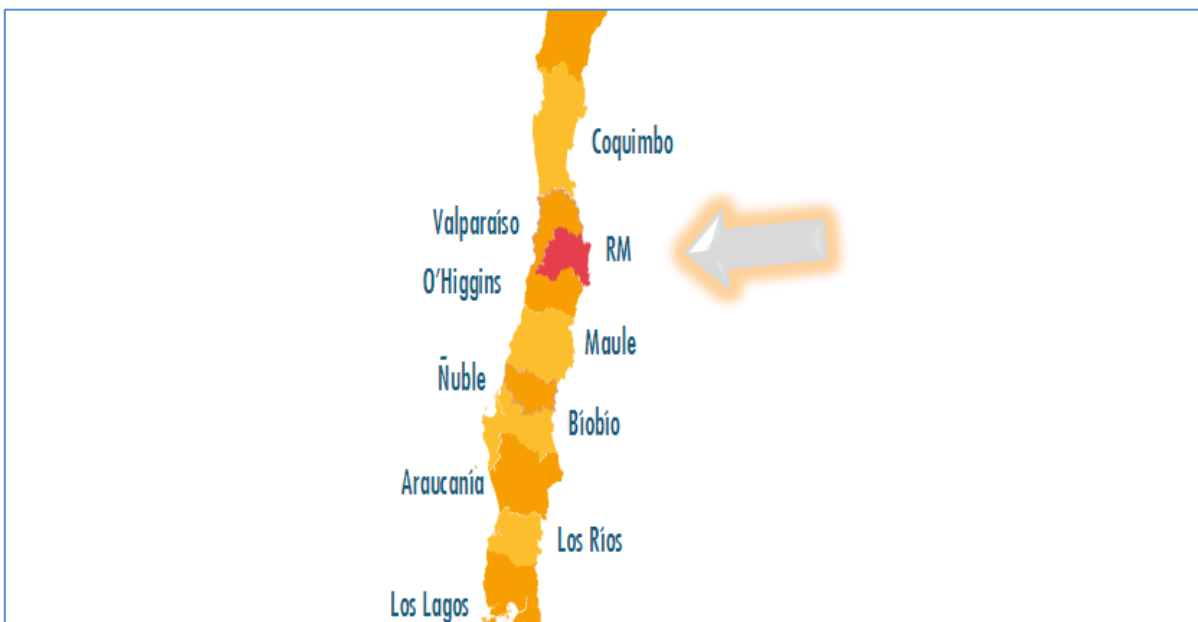 Coquimbo
Valparaíso
RM
O'Higgins
Maule
Ñuble
Bíobío
Araucanía
Los Ríos
Los Lagos